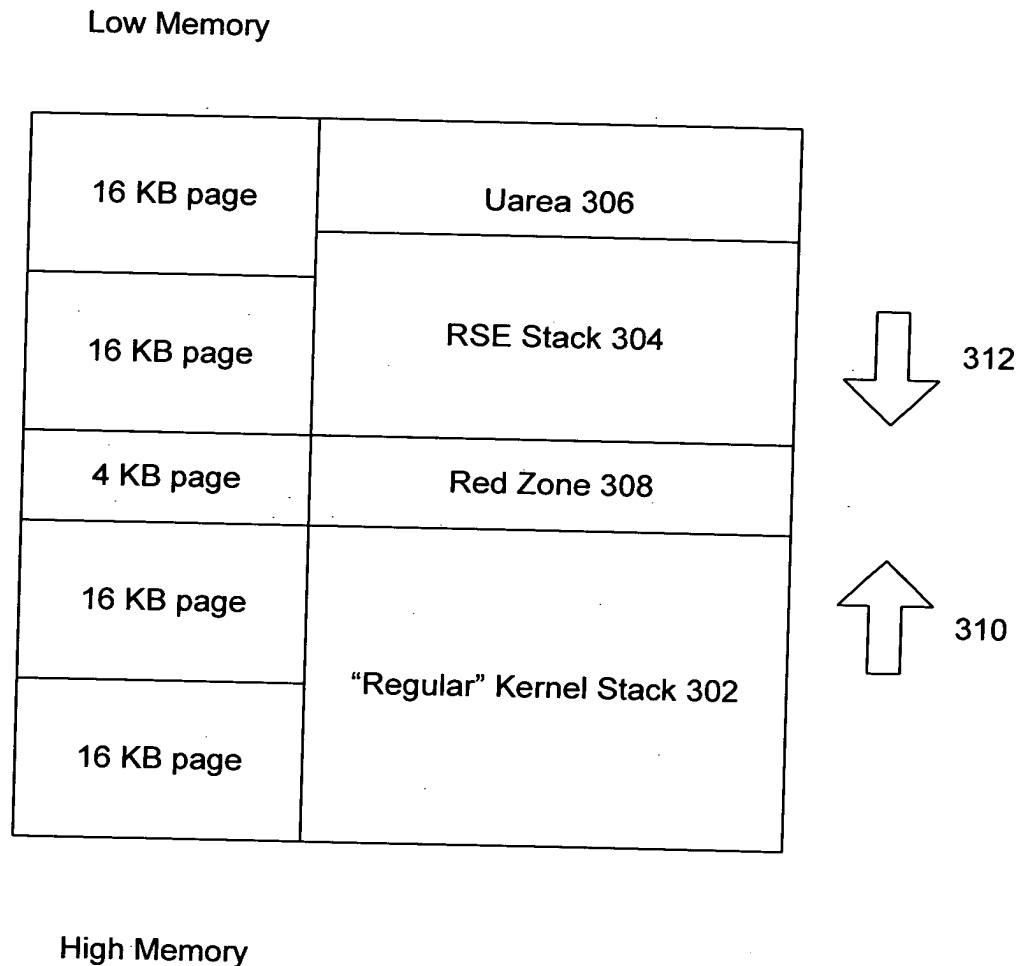 Low Memory
16 KB page
Uarea 306
16 KB page
RSE Stack 304
312
4 KB page
Red Zone 308
16 KB page
310
“Regular” Kernel Stack 302
16 KB page
High Memory